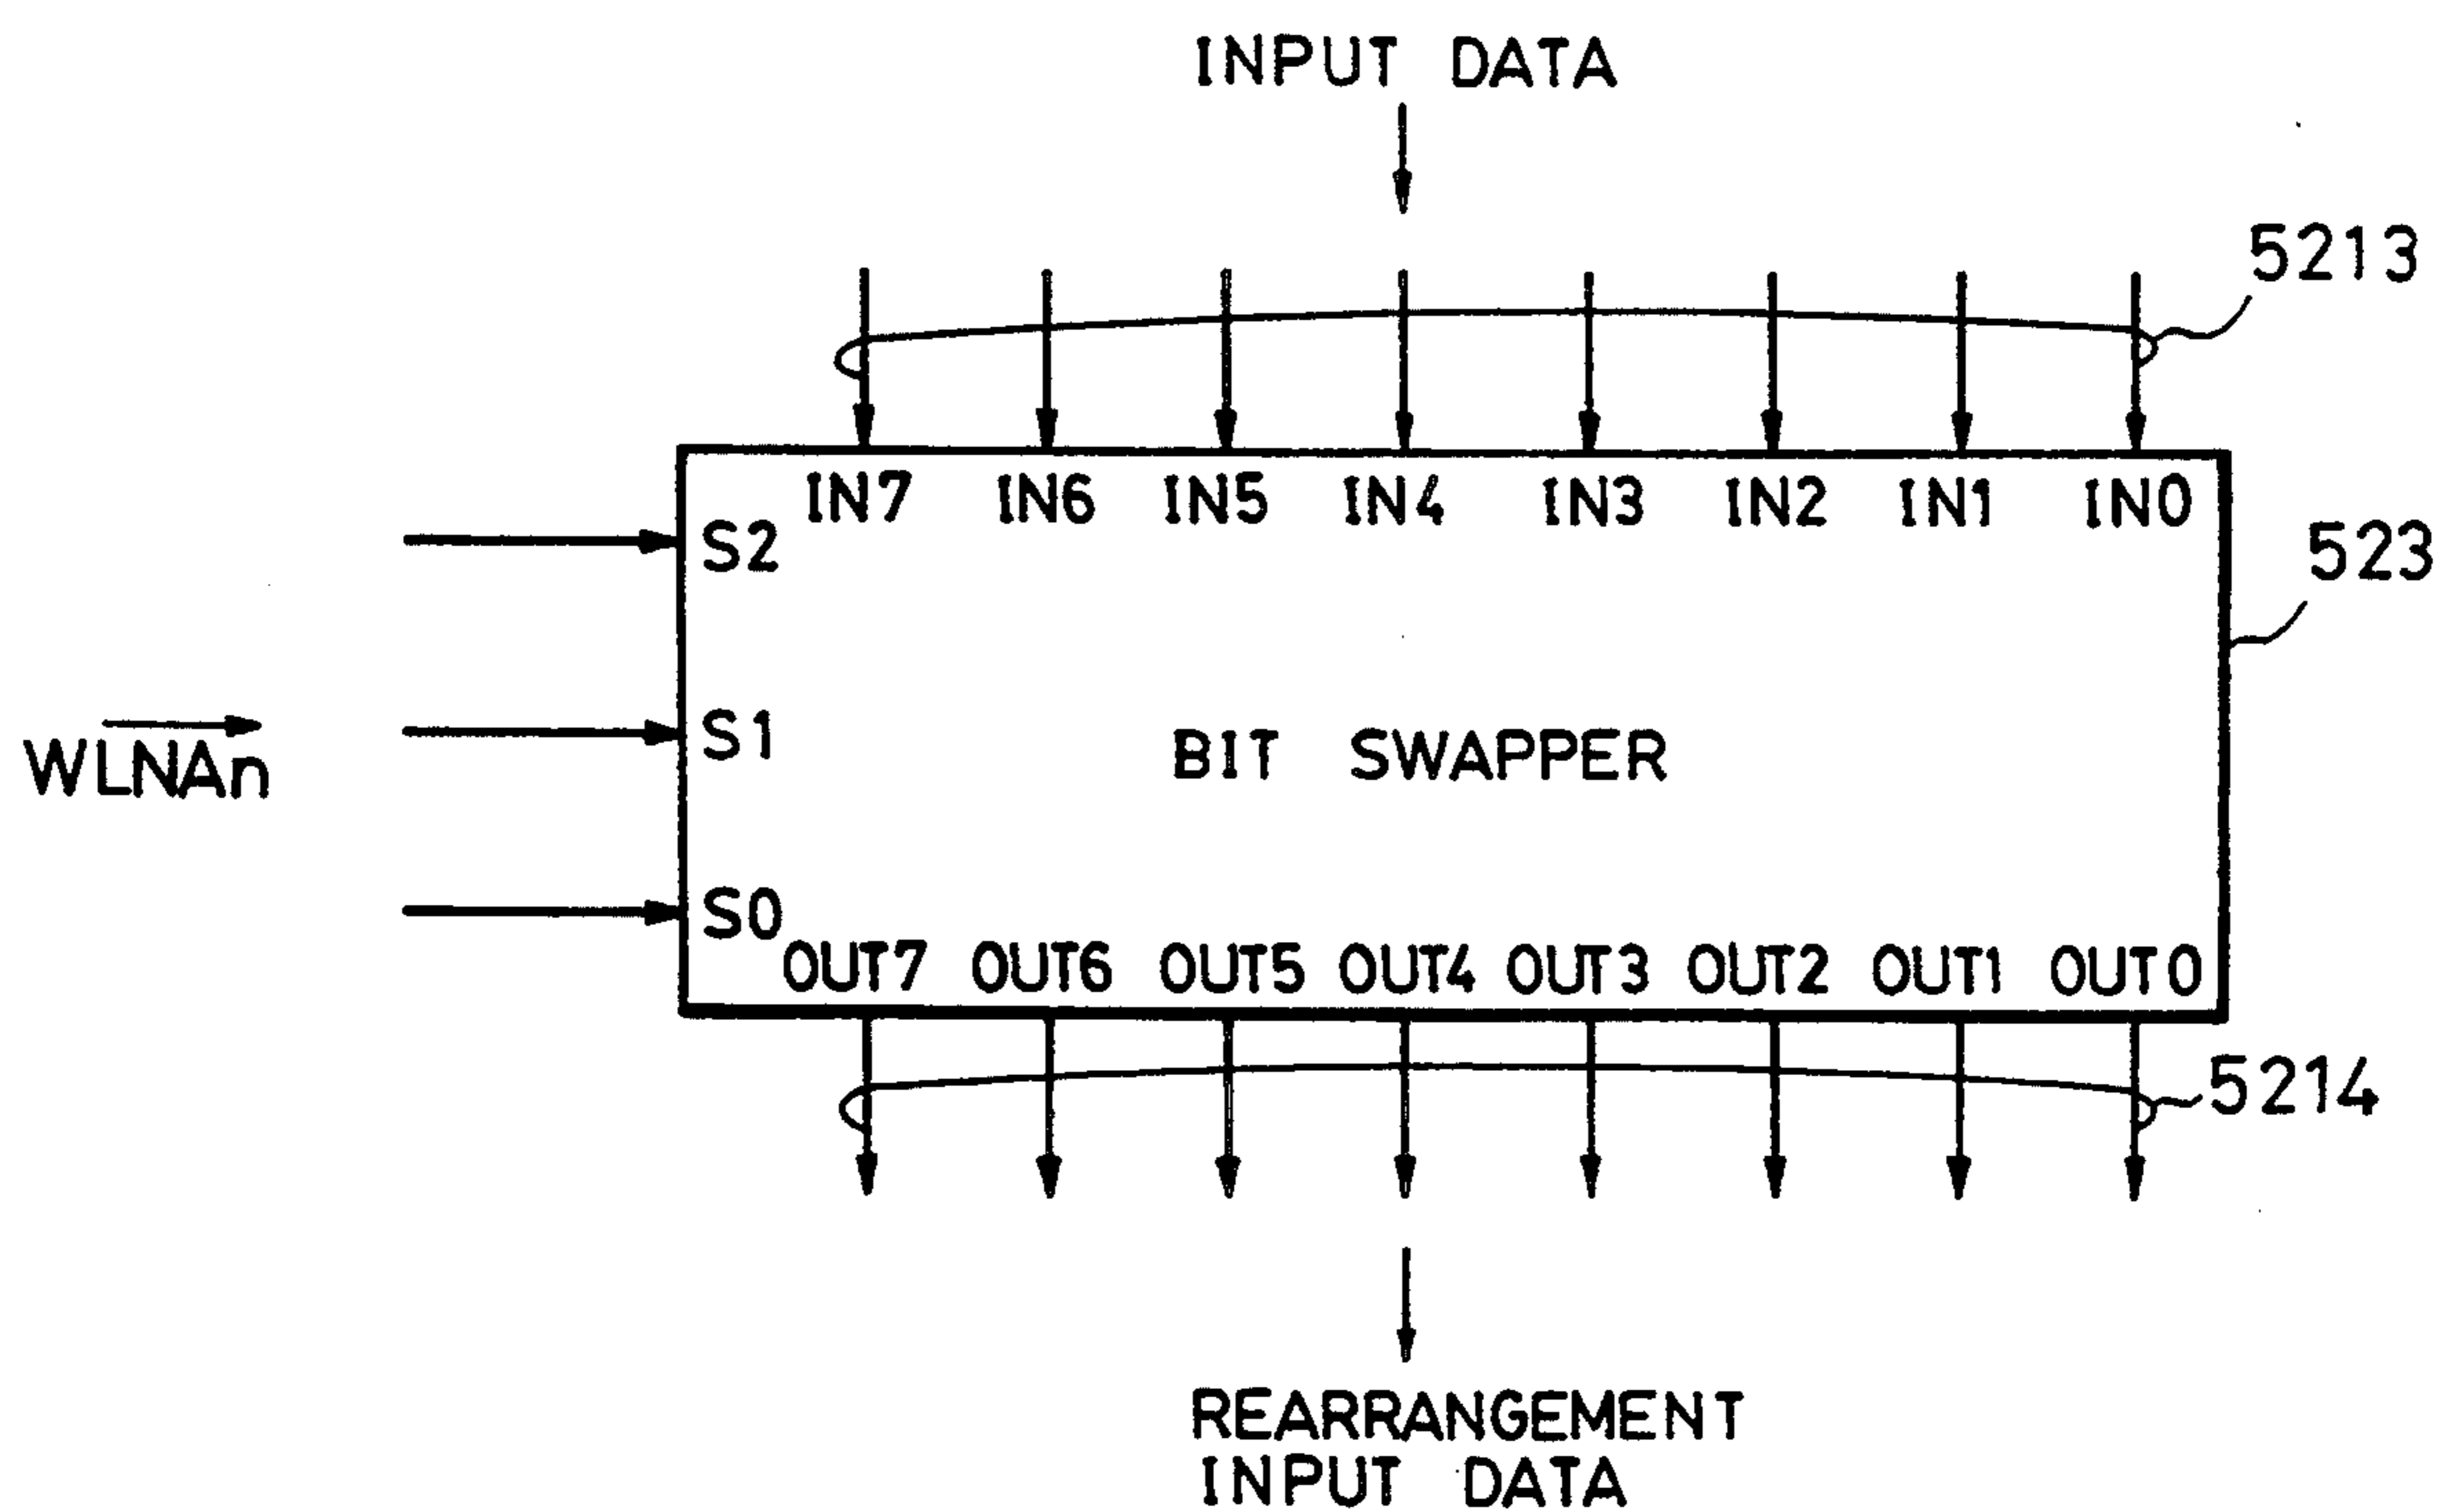 INPUT DATA
5213
IN7 IN6 IN5 IN4 IN3 IN2 IN1 IN0
S2
523
S1
WLNAn
BIT SWAPPER
S0
OUT7 OUT6 OUT5 OUT4 OUT3 OUT2 OUT1 OUT0
5214
REARRANGEMENT
INPUT DATA